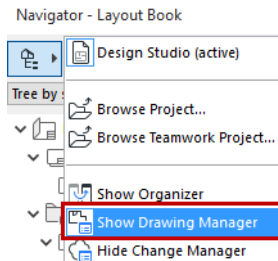 Navigator - Layout Book
Design Studio (active)
Tree by
Browse Project...
Browse Teamwork Project...
Show Organizer
Show Drawing Manager
Hide Change Manager